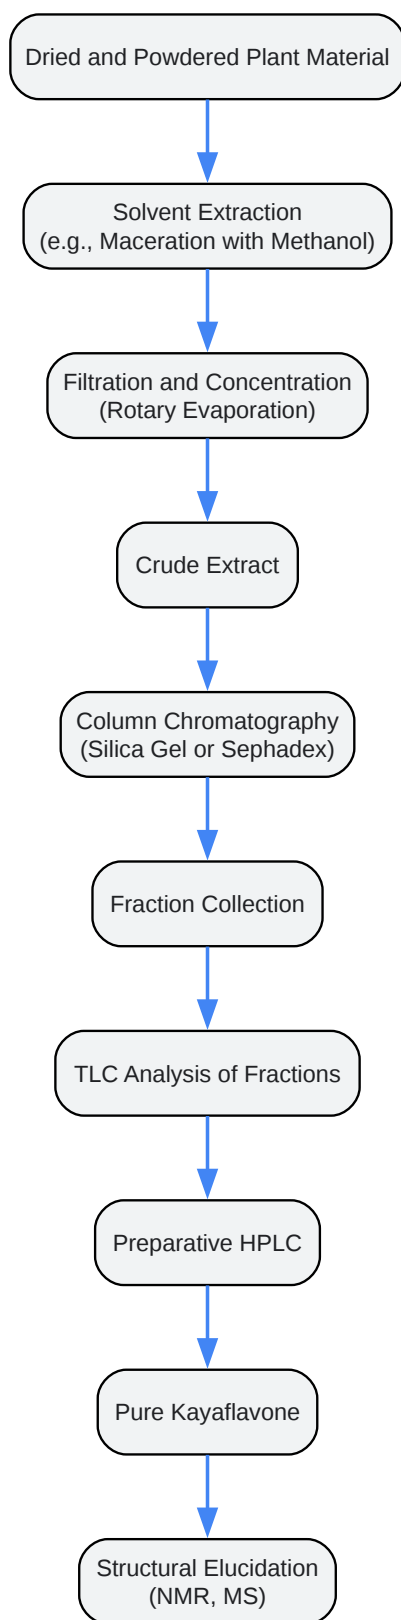 Dried and Powdered Plant Material
Solvent Extraction
(e.g., Maceration with Methanol)
Filtration and Concentration
(Rotary Evaporation)
Crude Extract
Column Chromatography
(Silica Gel or Sephadex)
Fraction Collection
TLC Analysis of Fractions
Preparative HPLC
Pure Kayaflavone
Structural Elucidation
(NMR, MS)